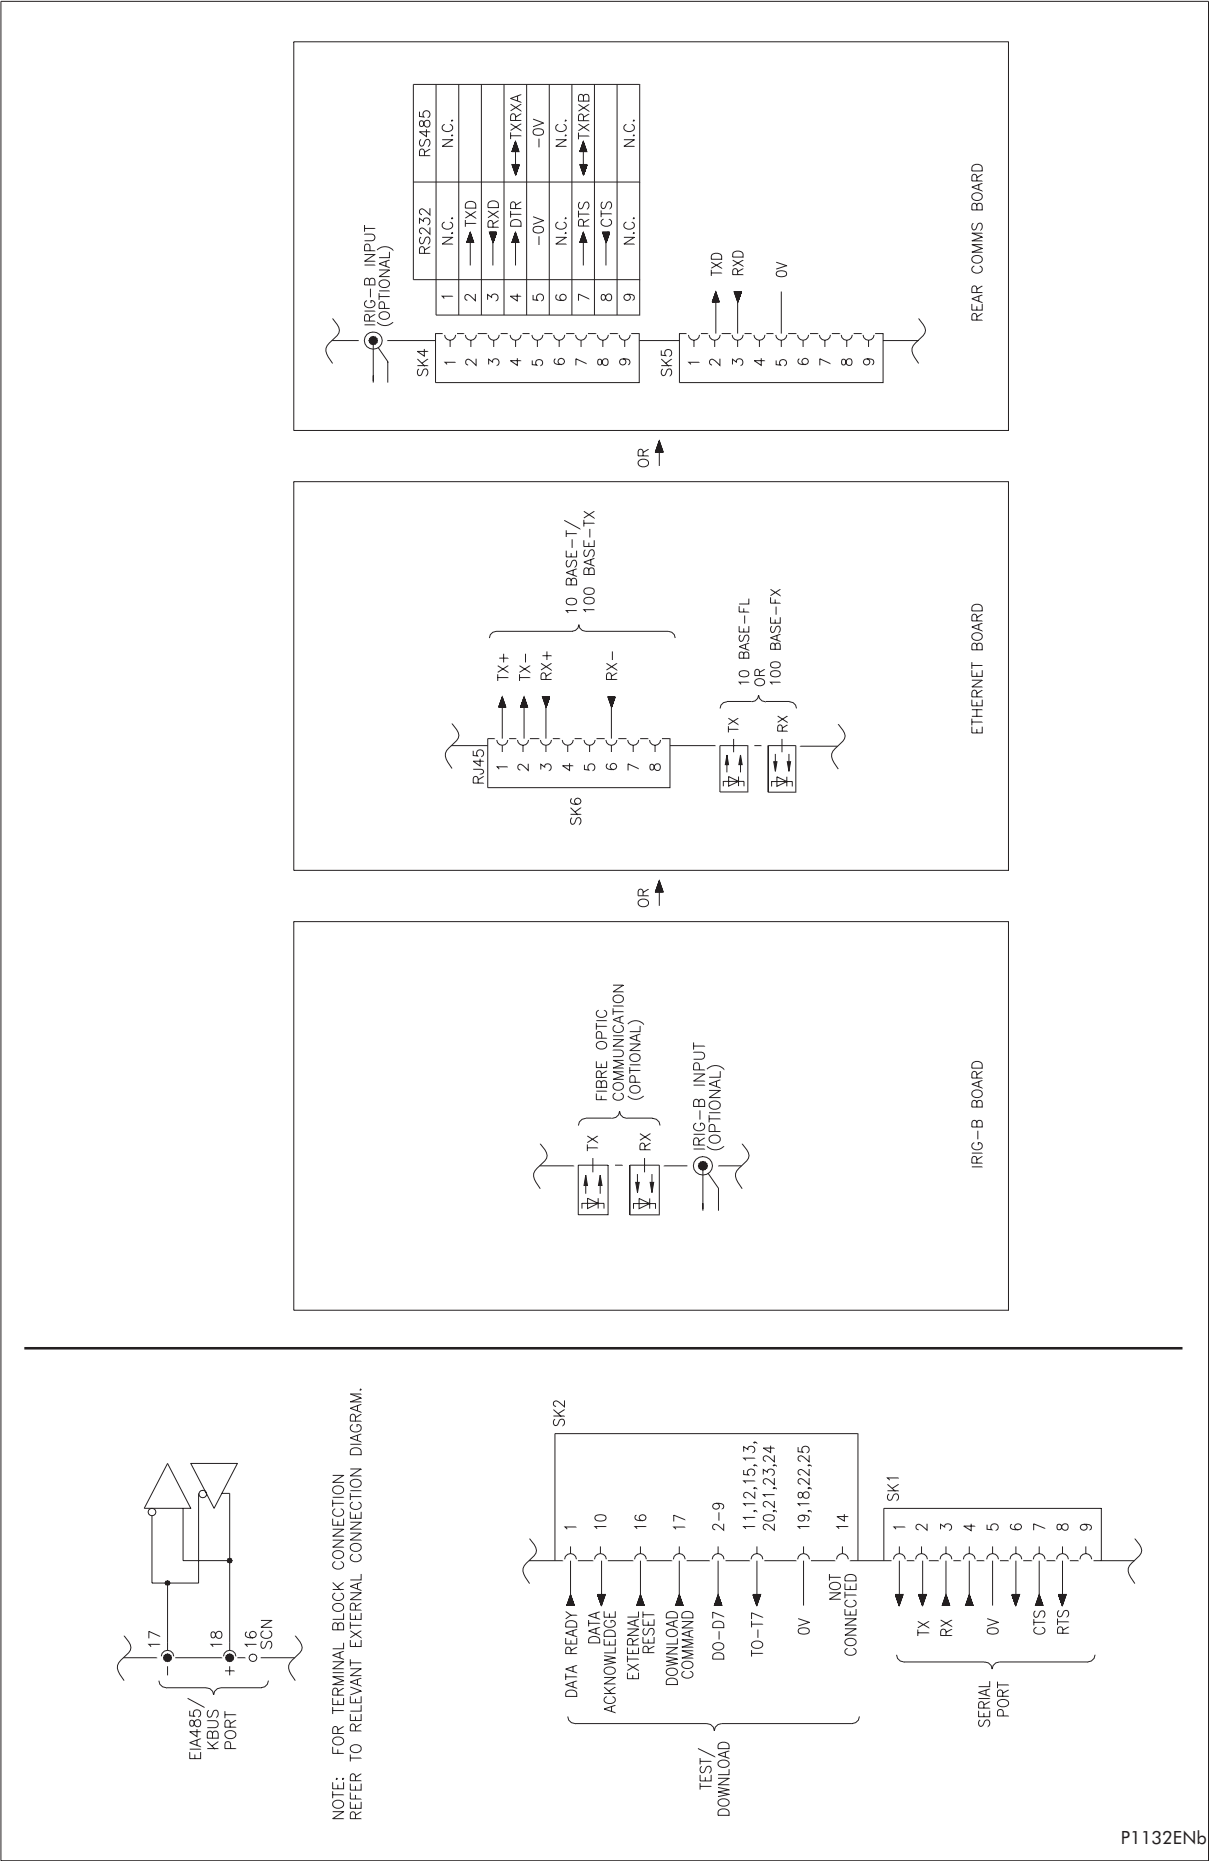 EIA485/
KBUS
PORT
-
17
+
18
16
SCN
NOTE: FOR TERMINAL BLOCK CONNECTION
REFER TO RELEVANT EXTERNAL CONNECTION DIAGRAM.
TEST/
DOWNLOAD
SK2
DATA READY
1
DATA
ACKNOWLEDGE
10
EXTERNAL
RESET
16
DOWNLOAD
COMMAND
17
DO-D7
2-9
TO-T7
11,12,15,13,
20,21,23,24
0V
19,18,22,25
NOT
CONNECTED
14
SERIAL
PORT
SK1
1
TX
2
RX
3
4
0V
5
6
CTS
7
RTS
8
9
FIBRE OPTIC
COMMUNICATION
(OPTIONAL)
TX
RX
IRIG-B INPUT
(OPTIONAL)
IRIG-B BOARD
OR
RJ45
SK6
1
TX+
2
TX-
3
RX+
4
5
6
RX-
7
8
10 BASE-T/
100 BASE-TX
TX
RX
10 BASE-FL
OR
100 BASE-FX
ETHERNET BOARD
OR
IRIG-B INPUT
(OPTIONAL)
SK4
1
2
3
4
5
6
7
8
9
RS232 RS485
1 N.C. N.C.
2 TXD
3 RXD
4 DTR TXRXA
5 -0V -0V
6 N.C. N.C.
7 RTS TXRXB
8 CTS
9 N.C. N.C.
SK5
1
2
TXD
3
RXD
4
5
0V
6
7
8
9
REAR COMMS BOARD
P1132ENb